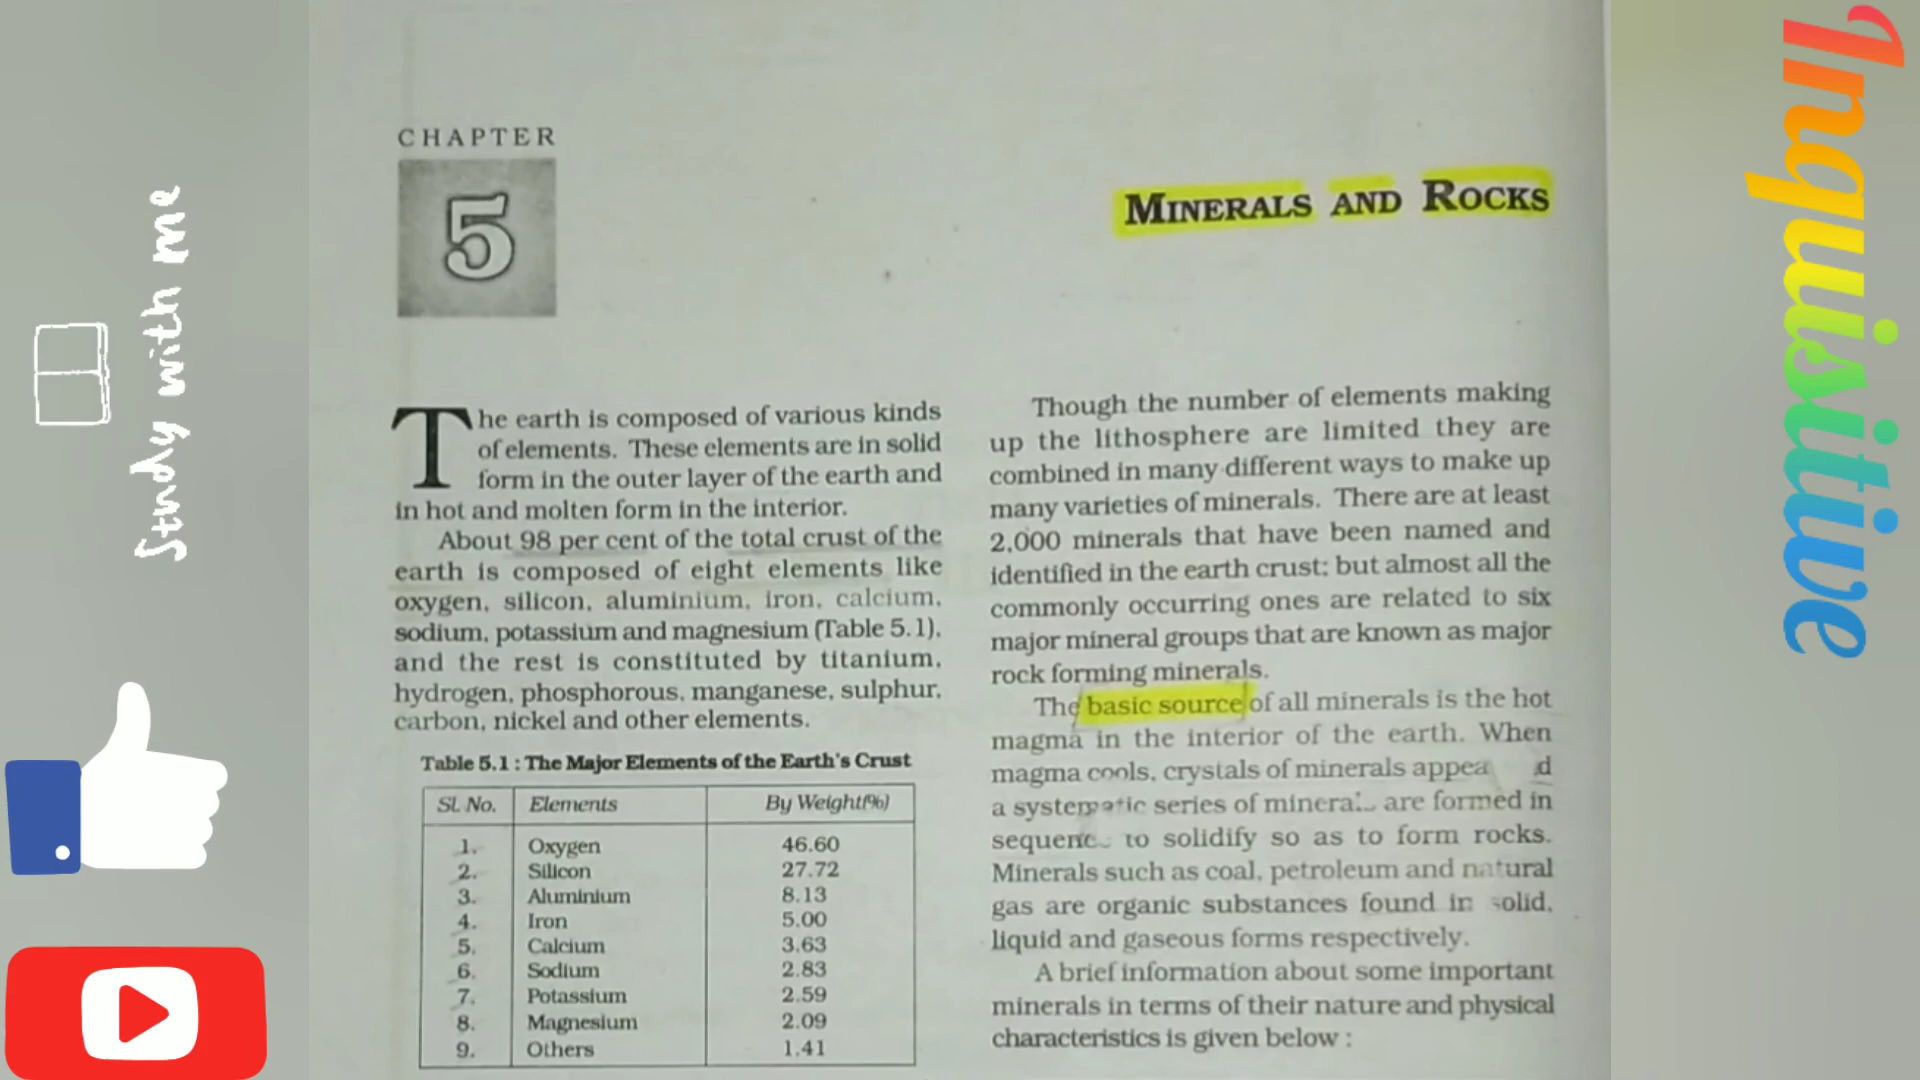 Study with me
Inquisitive
CHAPTER
5
MINERALS AND ROCKS
The earth is composed of various kinds
of elements. These elements are in solid
form in the outer layer of the earth and
in hot and molten form in the interior.
About 98 per cent of the total crust of the
earth is composed of eight elements like
oxygen, silicon, aluminium, iron, calcium,
sodium, potassium and magnesium (Table 5.1),
and the rest is constituted by titanium,
hydrogen, phosphorous, manganese, sulphur,
carbon, nickel and other elements.
Table 5.1 : The Major Elements of the Earth's Crust
Sl. No. Elements By Weight(%)
1. Oxygen 46.60
2. Silicon 27.72
3. Aluminium 8.13
4. Iron 5.00
5. Calcium 3.63
6. Sodium 2.83
7. Potassium 2.59
8. Magnesium 2.09
9. Others 1.41
Though the number of elements making
up the lithosphere are limited they are
combined in many different ways to make up
many varieties of minerals. There are at least
2,000 minerals that have been named and
identified in the earth crust; but almost all the
commonly occurring ones are related to six
major mineral groups that are known as major
rock forming minerals.
The basic source of all minerals is the hot
magma in the interior of the earth. When
magma cools, crystals of minerals
a systematic series of minerals are formed in
to solidify so as to form rocks.
Minerals such as coal, petroleum and natural
gas are organic substances found in solid,
liquid and gaseous forms respectively.
A brief information about some important
minerals in terms of their nature and physical
characteristics is given below :